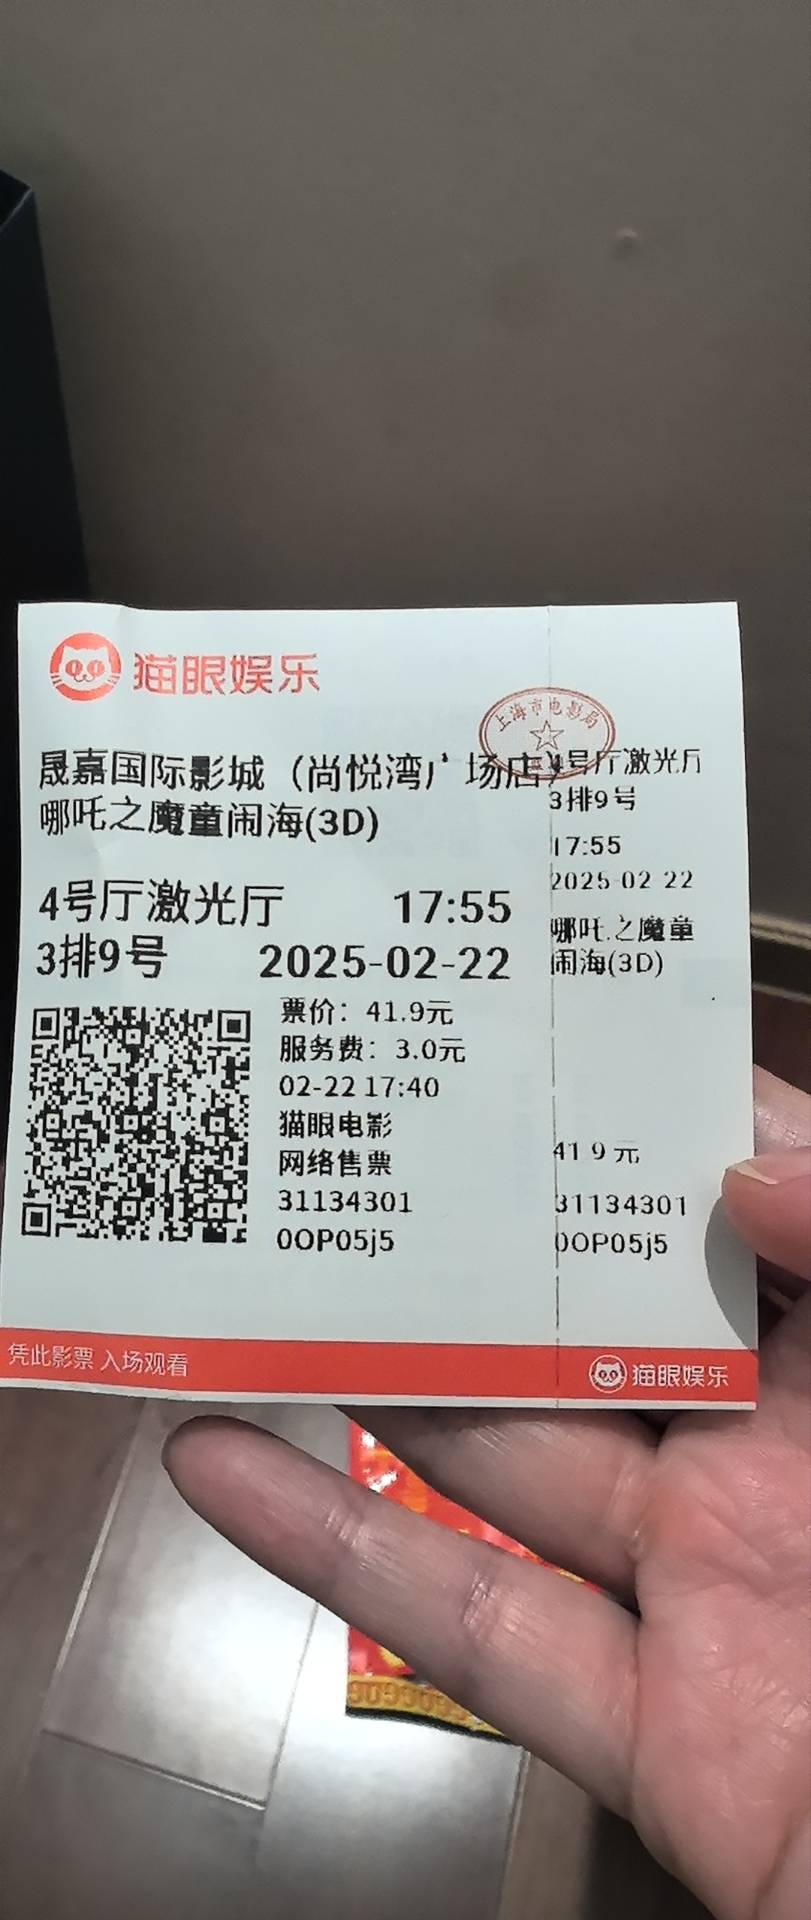 猫眼娱乐
上海市电影局
晟嘉国际影城（尚悦湾广场店）
哪吒之魔童闹海(3D)
4号厅激光厅 17:55
3排9号 2025-02-22
票价：41.9元
服务费：3.0元
02-22 17:40
猫眼电影
网络售票
31134301
0OP05j5
4号厅激光厅
3排9号
17:55
2025-02-22
哪吒之魔童
闹海(3D)
41.9元
31134301
0OP05j5
凭此影票 入场观看
猫眼娱乐